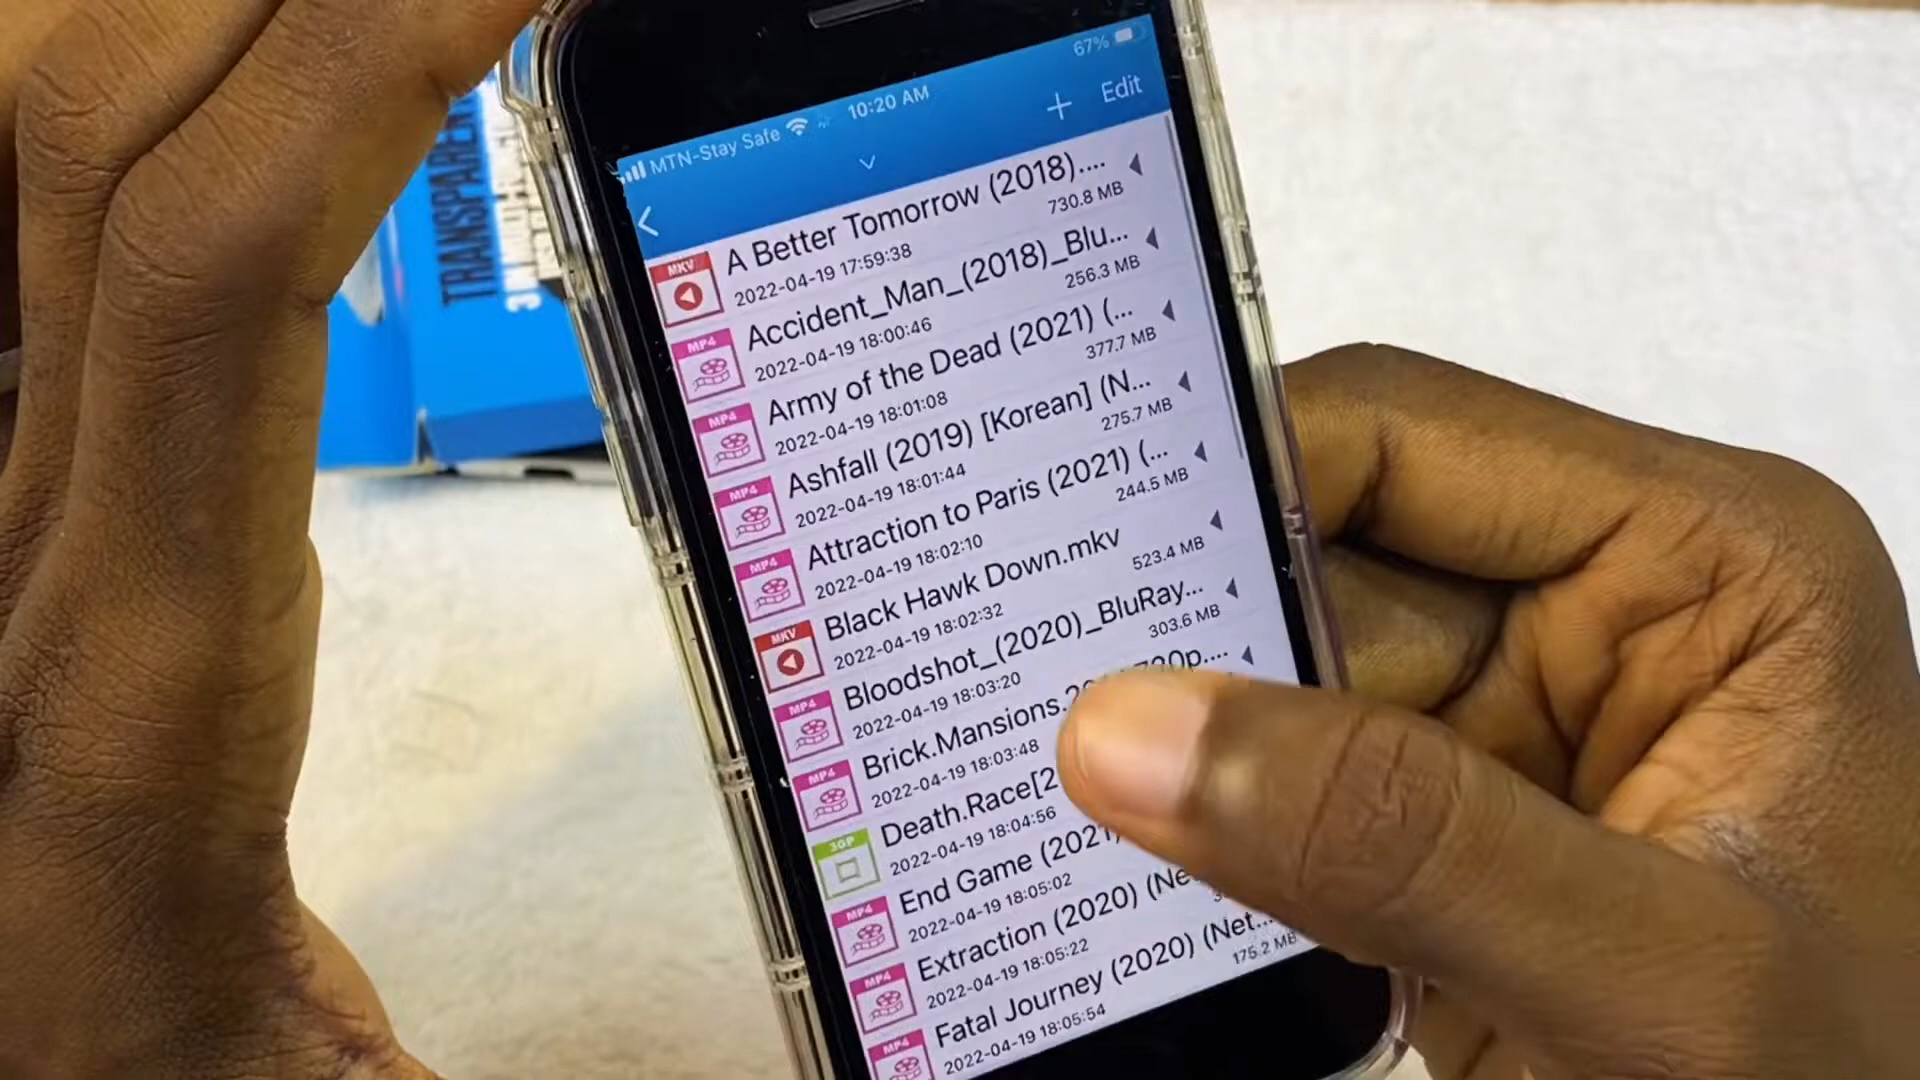 TRANSPAREN
67%
MTN-Stay Safe 10:20 AM
+ Edit
MKV A Better Tomorrow (2018)....
2022-04-19 17:59:38 730.8 MB
MP4 Accident_Man_(2018)_Blu...
2022-04-19 18:00:46 256.3 MB
MP4 Army of the Dead (2021) (...
2022-04-19 18:01:08 377.7 MB
MP4 Ashfall (2019) [Korean] (N...
2022-04-19 18:01:44 275.7 MB
MP4 Attraction to Paris (2021) (...
2022-04-19 18:02:10 244.5 MB
MKV Black Hawk Down.mkv
2022-04-19 18:02:32 523.4 MB
MP4 Bloodshot_(2020)_BluRay...
2022-04-19 18:03:20 303.6 MB
MP4 Brick.Mansions.
2022-04-19 18:03:48
3GP Death.Race[2
2022-04-19 18:04:56
MP4 End Game (2021)
2022-04-19 18:05:02
MP4 Extraction (2020) (Ne
2022-04-19 18:05:22
MP4 Fatal Journey (2020) (Net...
2022-04-19 18:05:54 175.2 MB